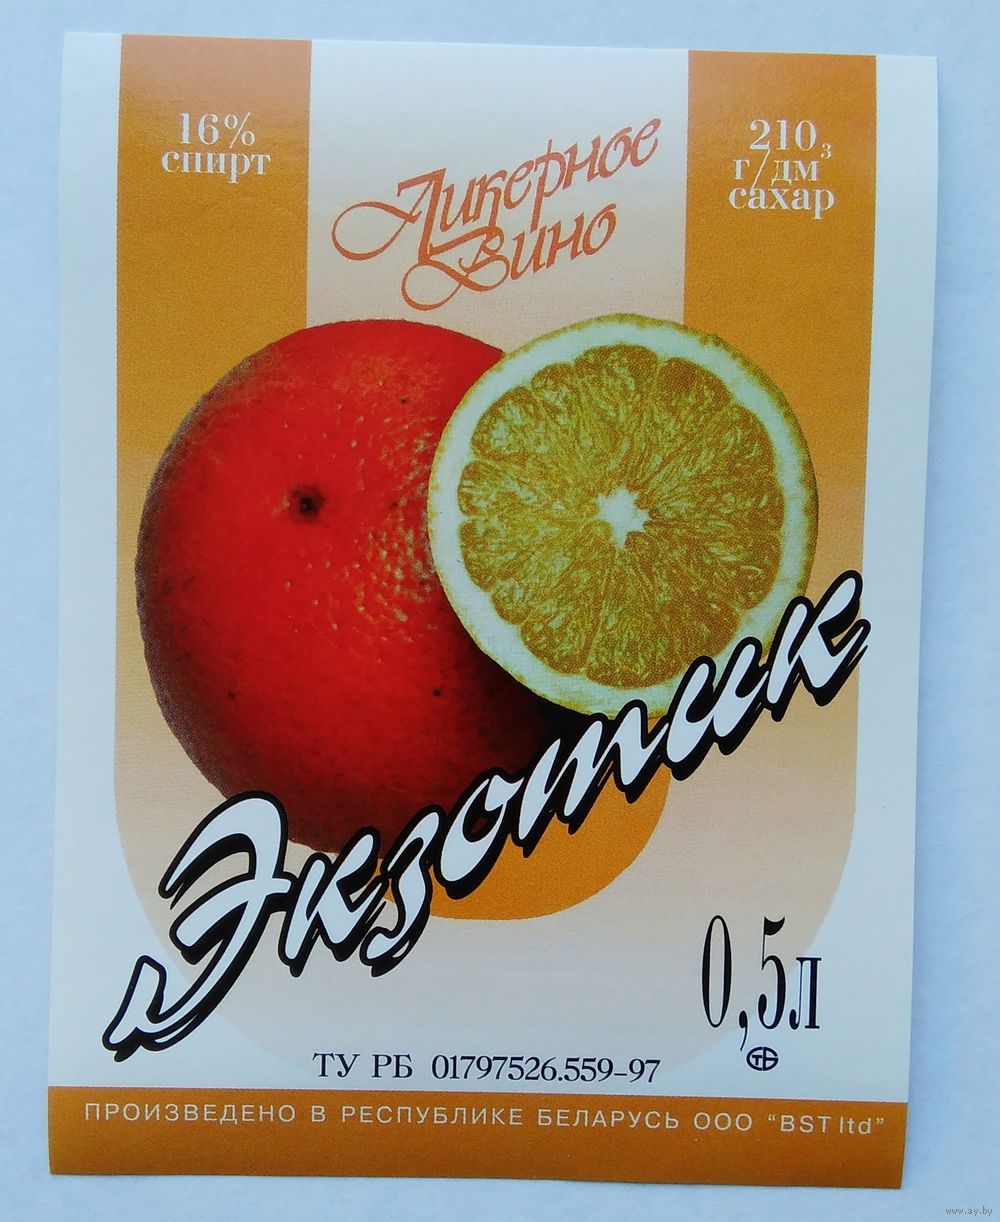 16%
спирт
Ликерное
Вино
210
г/дм³
сахар
Экзотик
0,5л
СТБ
ТУ РБ 01797526.559-97
ПРОИЗВЕДЕНО В РЕСПУБЛИКЕ БЕЛАРУСЬ ООО “BST ltd”
www.ay.by